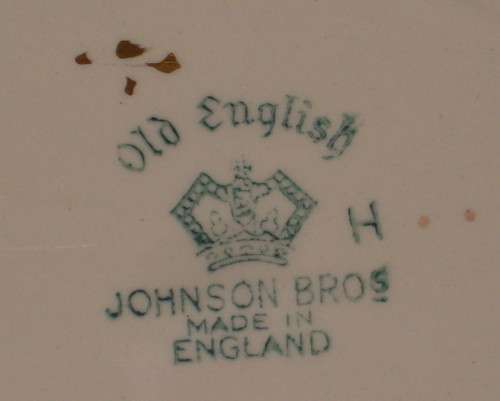 Old English
H
JOHNSON BROS
MADE IN
ENGLAND